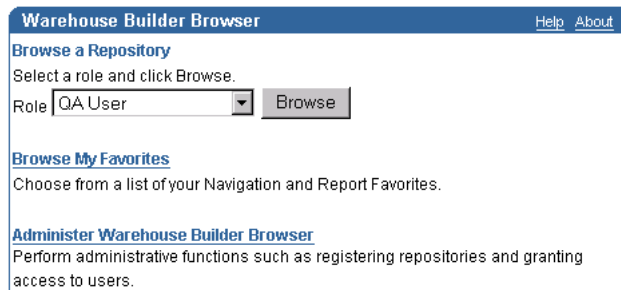 Warehouse Builder Browser Help About
Browse a Repository
Select a role and click Browse.
Role QA User Browse
Browse My Favorites
Choose from a list of your Navigation and Report Favorites.
Administer Warehouse Builder Browser
Perform administrative functions such as registering repositories and granting
access to users.